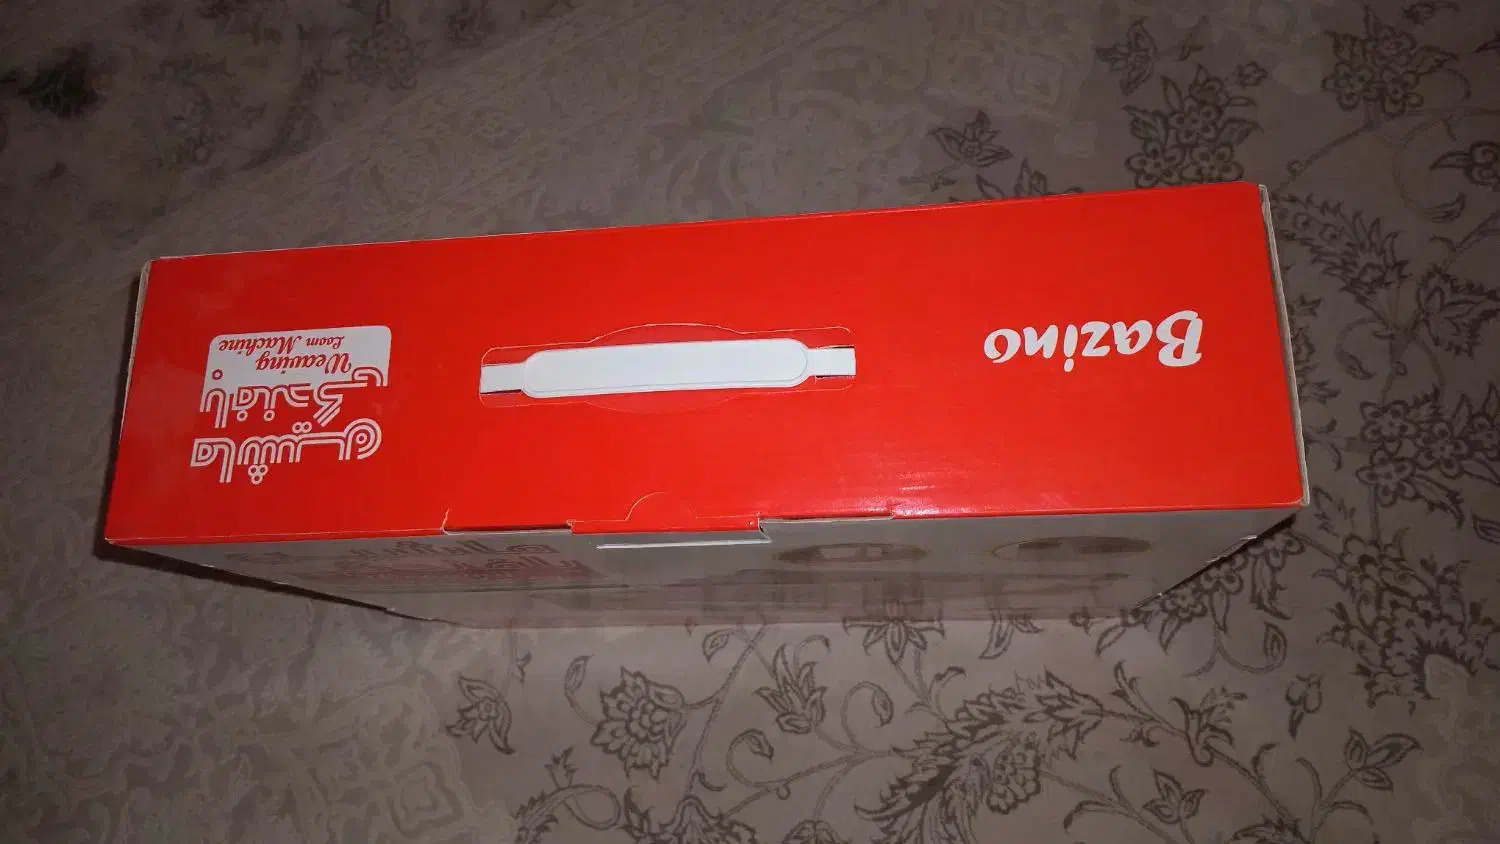 Bazino
ماشین
بافندگی
Weaving
Loom Machine